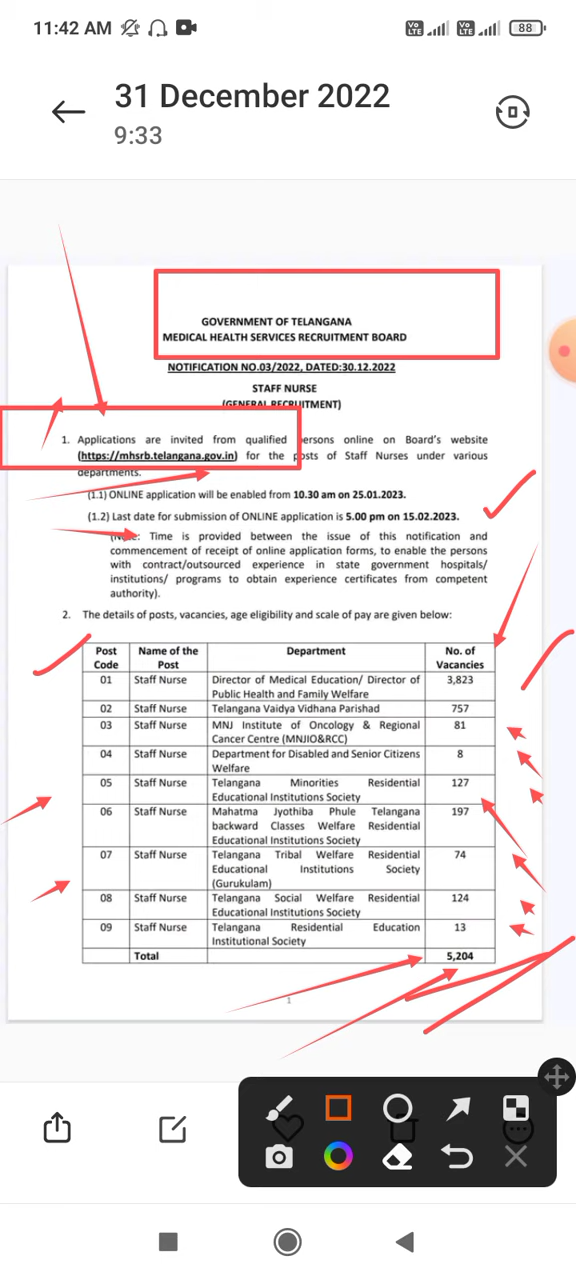 11:42 AM
Vo LTE Vo LTE 88
31 December 2022
9:33
GOVERNMENT OF TELANGANA
MEDICAL HEALTH SERVICES RECRUITMENT BOARD
NOTIFICATION NO.03/2022, DATED:30.12.2022
STAFF NURSE
(GENERAL RECRUITMENT)
1. Applications are invited from qualified persons online on Board's website
(https://mhsrb.telangana.gov.in) for the posts of Staff Nurses under various
departments.
(1.1) ONLINE application will be enabled from 10.30 am on 25.01.2023.
(1.2) Last date for submission of ONLINE application is 5.00 pm on 15.02.2023.
(Note: Time is provided between the issue of this notification and
commencement of receipt of online application forms, to enable the persons
with contract/outsourced experience in state government hospitals/
institutions/ programs to obtain experience certificates from competent
authority).
2. The details of posts, vacancies, age eligibility and scale of pay are given below:
Post Name of the Department No. of
Code Post Vacancies
01 Staff Nurse Director of Medical Education/ Director of 3,823
Public Health and Family Welfare
02 Staff Nurse Telangana Vaidya Vidhana Parishad 757
03 Staff Nurse MNJ Institute of Oncology & Regional 81
Cancer Centre (MNJIO&RCC)
04 Staff Nurse Department for Disabled and Senior Citizens 8
Welfare
05 Staff Nurse Telangana Minorities Residential 127
Educational Institutions Society
06 Staff Nurse Mahatma Jyothiba Phule Telangana 197
backward Classes Welfare Residential
Educational Institutions Society
07 Staff Nurse Telangana Tribal Welfare Residential 74
Educational Institutions Society
(Gurukulam)
08 Staff Nurse Telangana Social Welfare Residential 124
Educational Institutions Society
09 Staff Nurse Telangana Residential Education 13
Institutional Society
Total 5,204
1